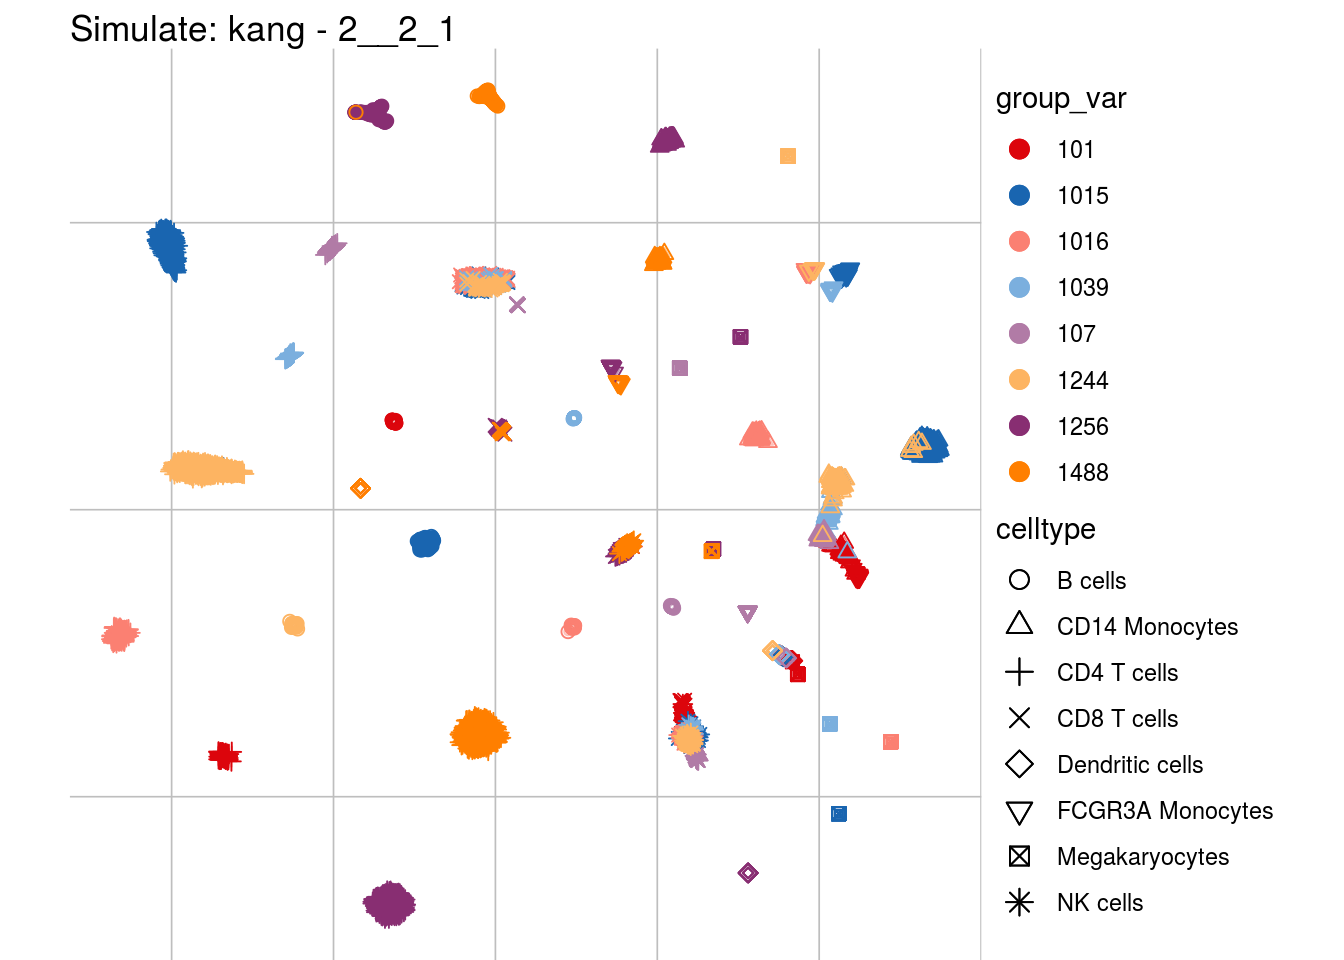 Simulate: kang - 2__2_1
group_var
101
1015
1016
1039
107
1244
1256
1488
celltype
B cells
CD14 Monocytes
CD4 T cells
CD8 T cells
Dendritic cells
FCGR3A Monocytes
Megakaryocytes
NK cells